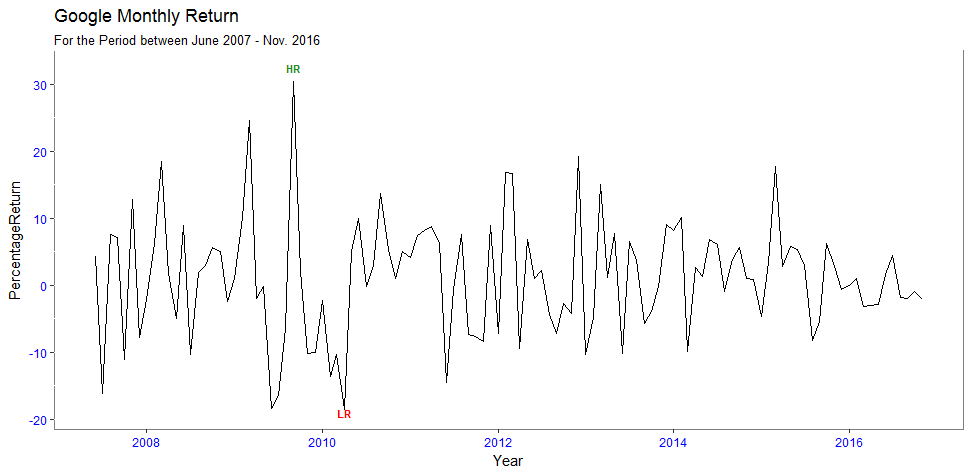 Google Monthly Return
For the Period between June 2007 - Nov. 2016
HR
30
20
10
PercentageReturn
0
-10
LR
-20
2008 2010 2012 2014 2016
Year